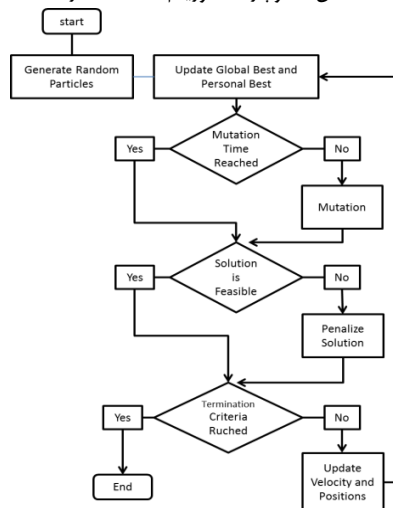 start
Generate Random
Particles
Update Global Best and
Personal Best
Mutation
Time
Reached
Yes
No
Mutation
Solution
is
Feasible
Yes
No
Penalize
Solution
Termination
Criteria
Ruched
Yes
No
End
Update
Velocity and
Positions